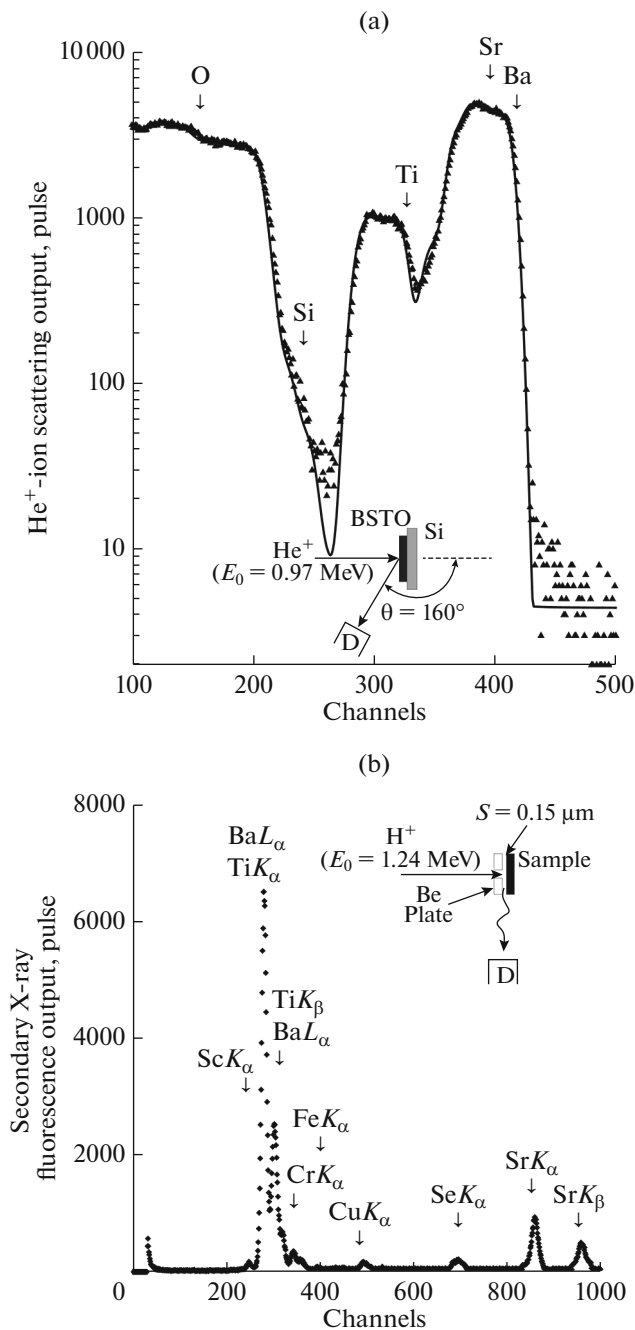 (a)
He⁺-ion scattering output, pulse
10 000
1000
100
10
O
Si
Ti
Sr
Ba
BSTO
Si
He⁺
(E₀ = 0.97 MeV)
θ = 160°
D
100 200 300 400 500
Channels
(b)
Secondary X-ray
fluorescence output, pulse
8000
6000
4000
2000
BaLα
TiKα
TiKβ
BaLα
ScKα
FeKα
CrKα
CuKα
SeKα
SrKα
SrKβ
S = 0.15 μm
H⁺
(E₀ = 1.24 MeV)
Sample
Be
Plate
D
0 200 400 600 800 1000
Channels